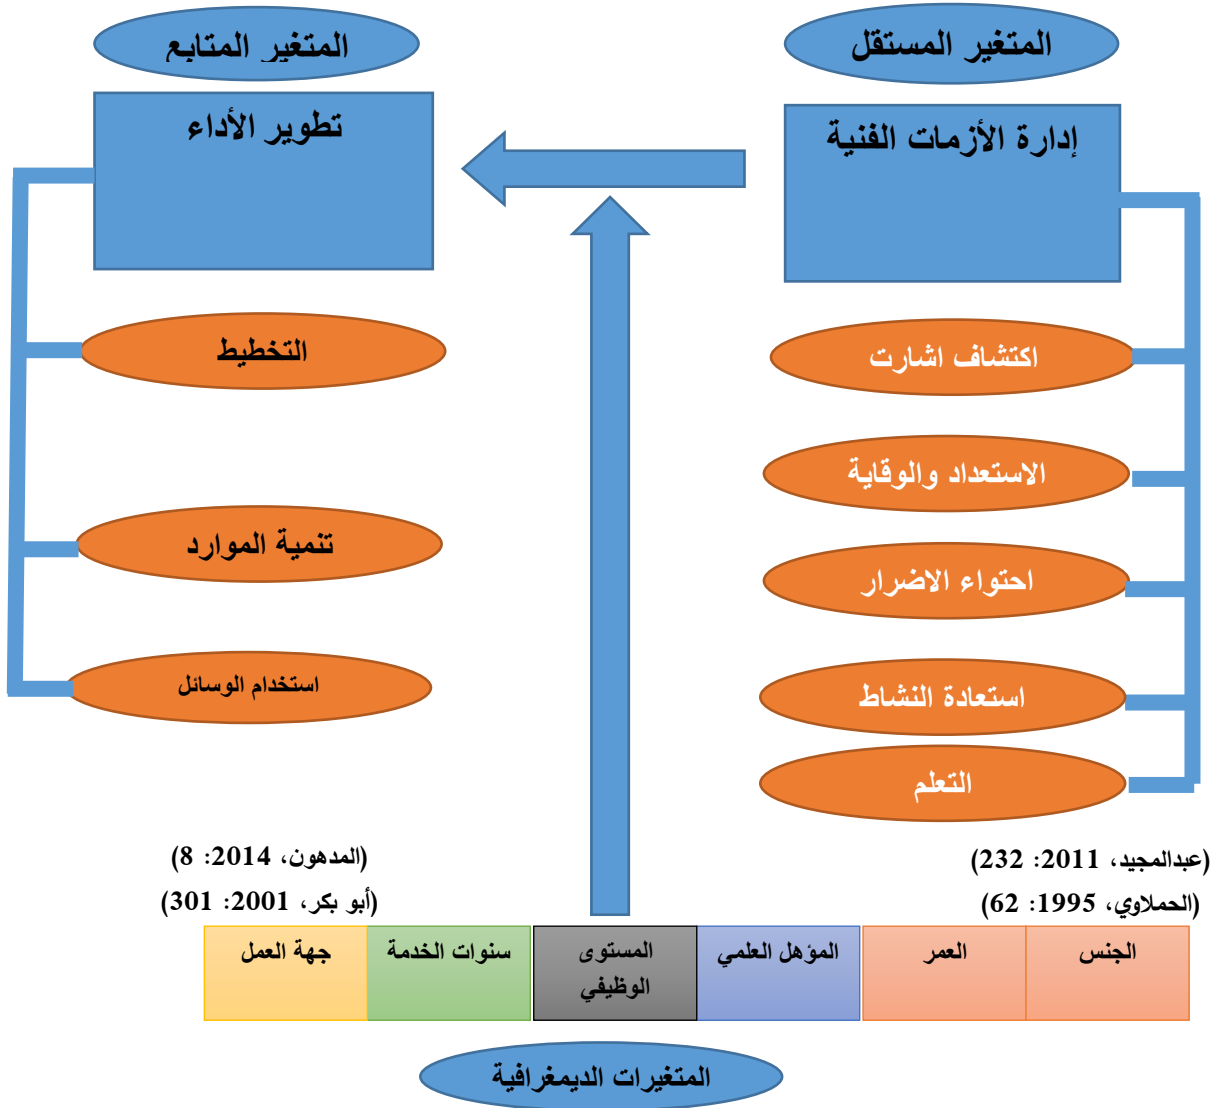 المتغير المستقل
المتغير المتابع
إدارة الأزمات الفنية
تطوير الأداء
اكتشاف اشارت
الاستعداد والوقاية
احتواء الاضرار
استعادة النشاط
التعلم
التخطيط
تنمية الموارد
استخدام الوسائل
(عبدالمجيد، 2011: 232)
(الحملاوي، 1995: 62)
(المدهون، 2014: 8)
(أبو بكر، 2001: 301)
الجنس
العمر
المؤهل العلمي
المستوى
الوظيفي
سنوات الخدمة
جهة العمل
المتغيرات الديمغرافية